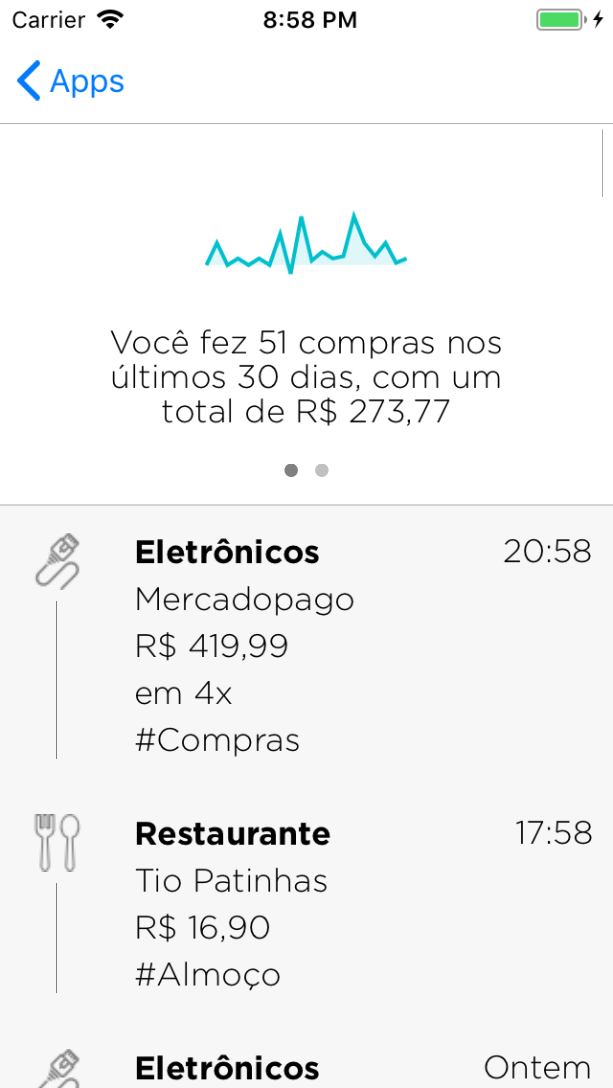 Carrier 8:58 PM
Apps
Você fez 51 compras nos
últimos 30 dias, com um
total de R$ 273,77
Eletrônicos 20:58
Mercadopago
R$ 419,99
em 4x
#Compras
Restaurante 17:58
Tio Patinhas
R$ 16,90
#Almoço
Eletrônicos Ontem